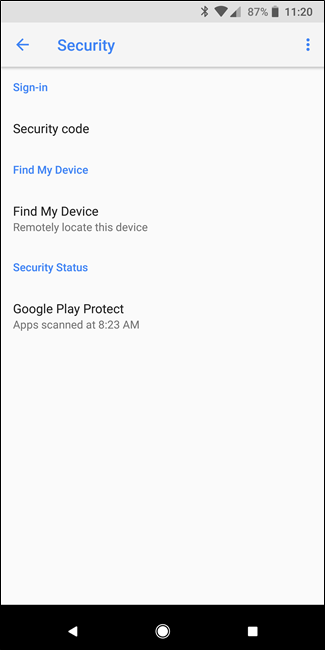 87% 11:20
Security
Sign-in
Security code
Find My Device
Find My Device
Remotely locate this device
Security Status
Google Play Protect
Apps scanned at 8:23 AM